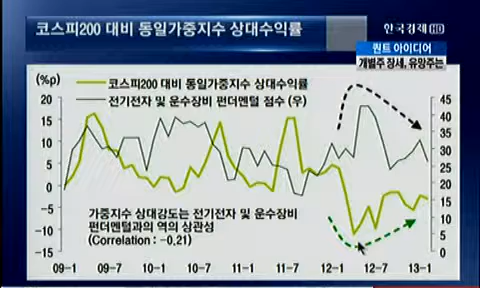 코스피200 대비 동일가중지수 상대수익률
한국경제 HD
퀀트 아이디어
개별주 장세, 유망주는
(%p)
코스피200 대비 동일가중지수 상대수익률
전기전자 및 운수장비 펀더멘털 점수 (우)
20
15
10
5
0
-5
-10
-15
45
40
35
30
25
20
15
10
5
0
가중지수 상대강도는 전기전자 및 운수장비
펀더멘털과의 역의 상관성
(Correlation : -0.21)
09-1 09-7 10-1 10-7 11-1 11-7 12-1 12-7 13-1